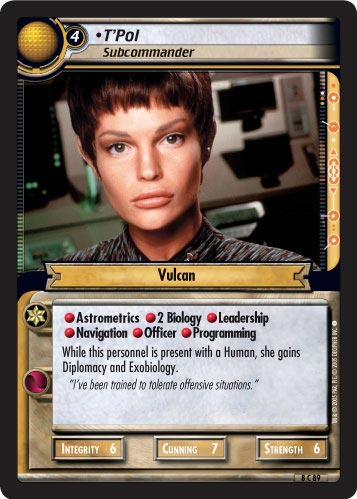 4 •T'Pol
Subcommander
Vulcan
Astrometrics 2 Biology Leadership
Navigation Officer Programming
While this personnel is present with a Human, she gains
Diplomacy and Exobiology.
"I've been trained to tolerate offensive situations."
INTEGRITY 6 CUNNING 7 STRENGTH 6
8 C 89